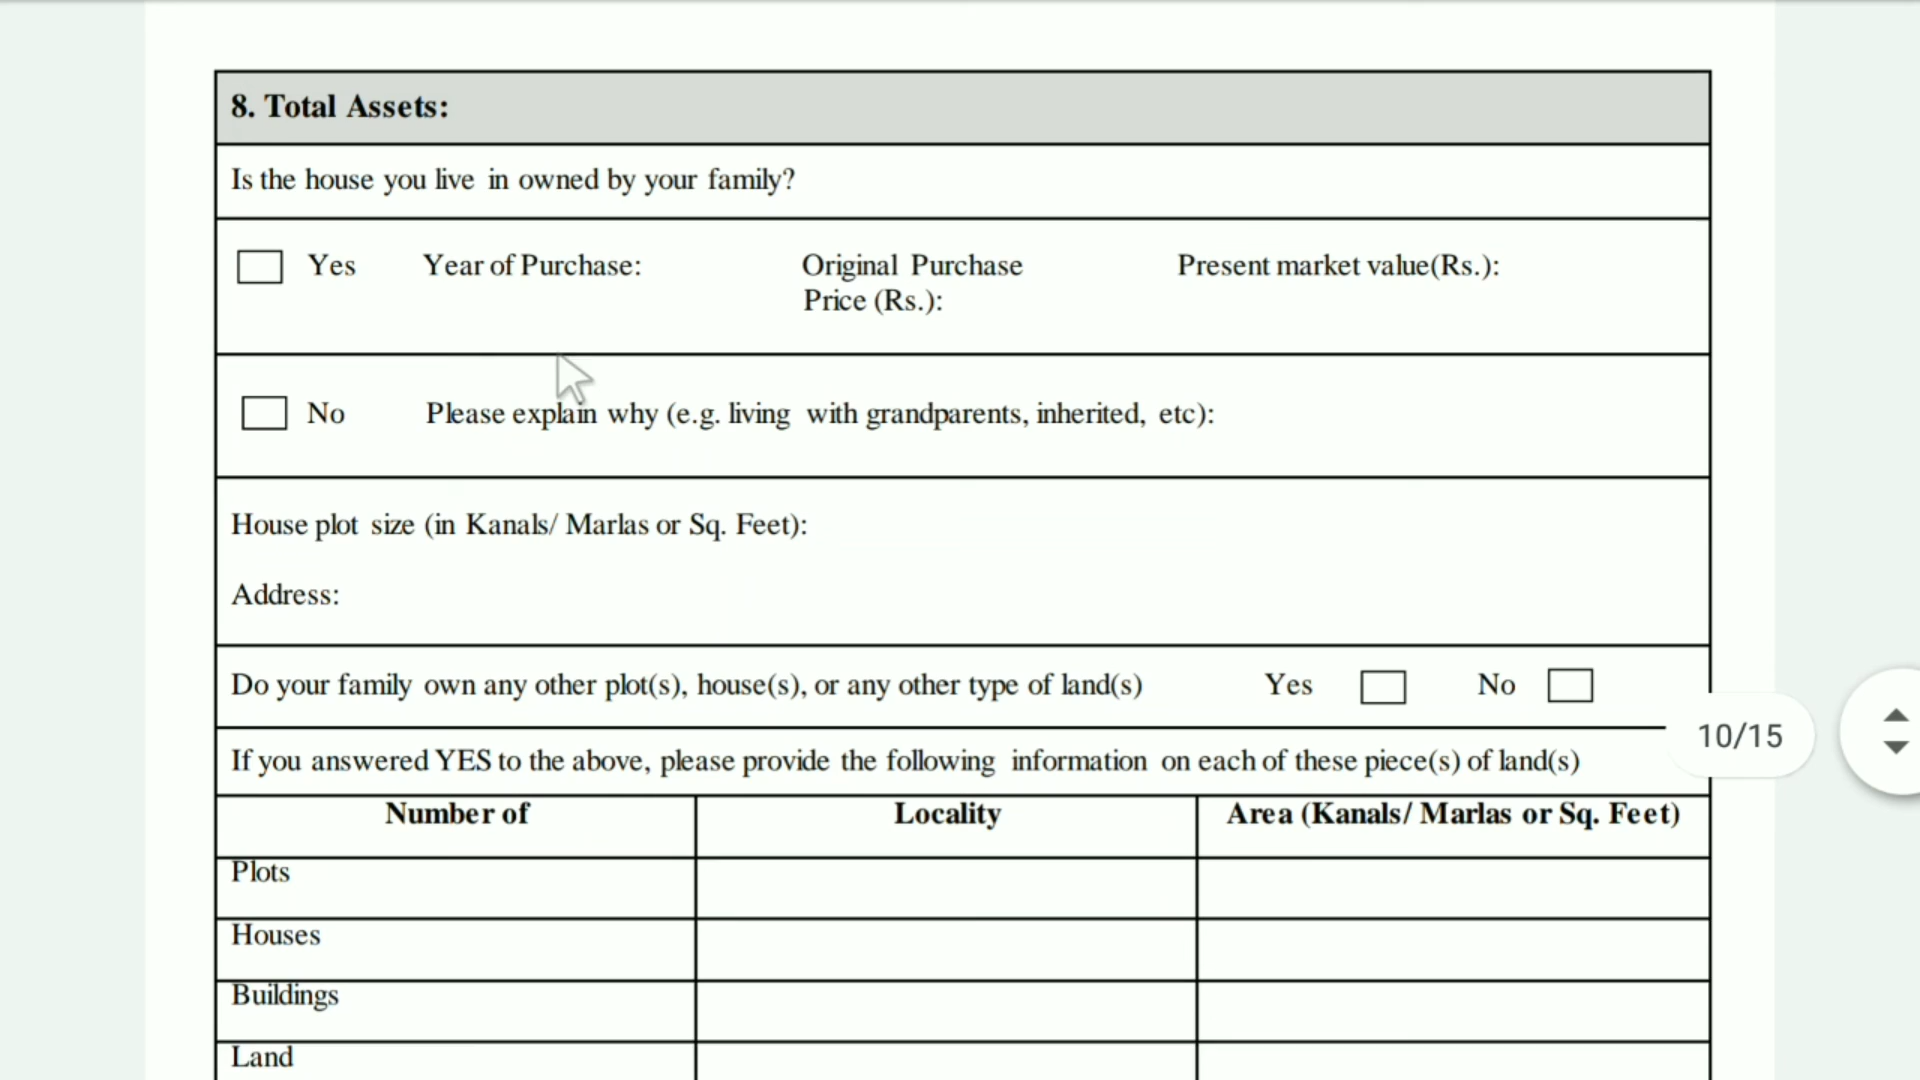 8. Total Assets:
Is the house you live in owned by your family?
Yes Year of Purchase: Original Purchase Price (Rs.): Present market value(Rs.):
No Please explain why (e.g. living with grandparents, inherited, etc):
House plot size (in Kanals/ Marlas or Sq. Feet):
Address:
Do your family own any other plot(s), house(s), or any other type of land(s) Yes No
10/15
If you answered YES to the above, please provide the following information on each of these piece(s) of land(s)
Number of Locality Area (Kanals/ Marlas or Sq. Feet)
Plots
Houses
Buildings
Land